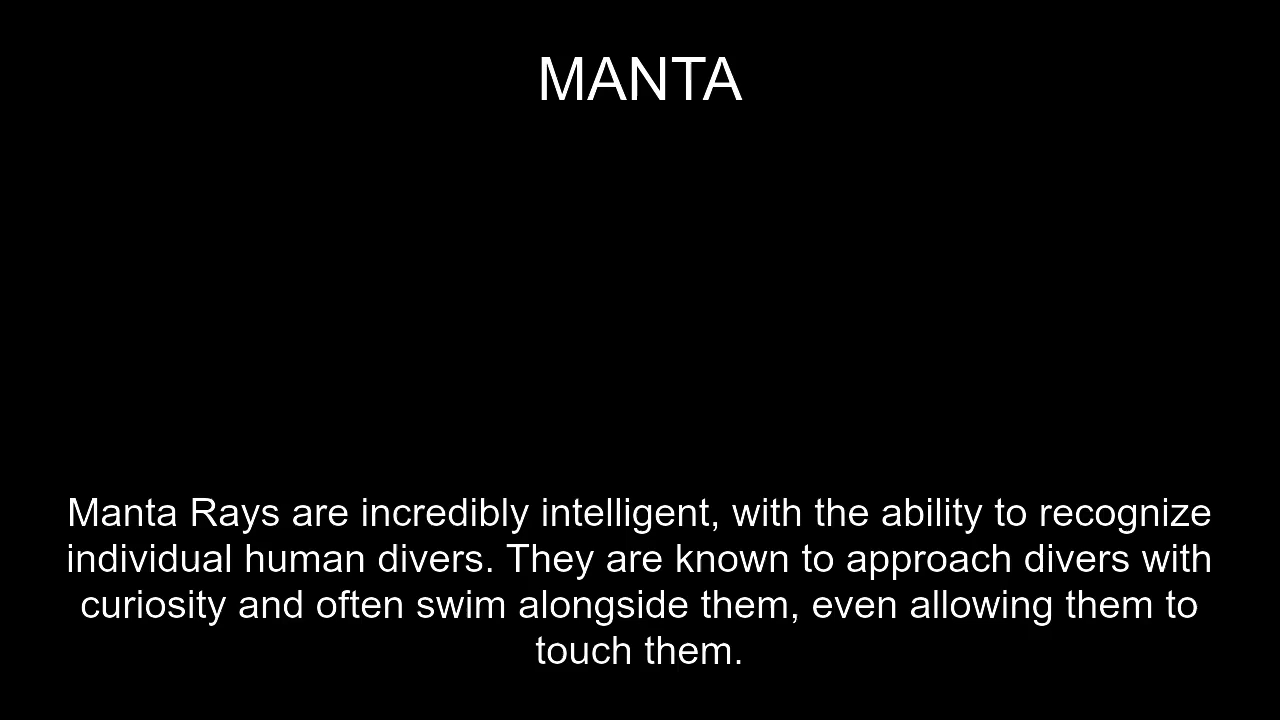 MANTA
Manta Rays are incredibly intelligent, with the ability to recognize
individual human divers. They are known to approach divers with
curiosity and often swim alongside them, even allowing them to
touch them.